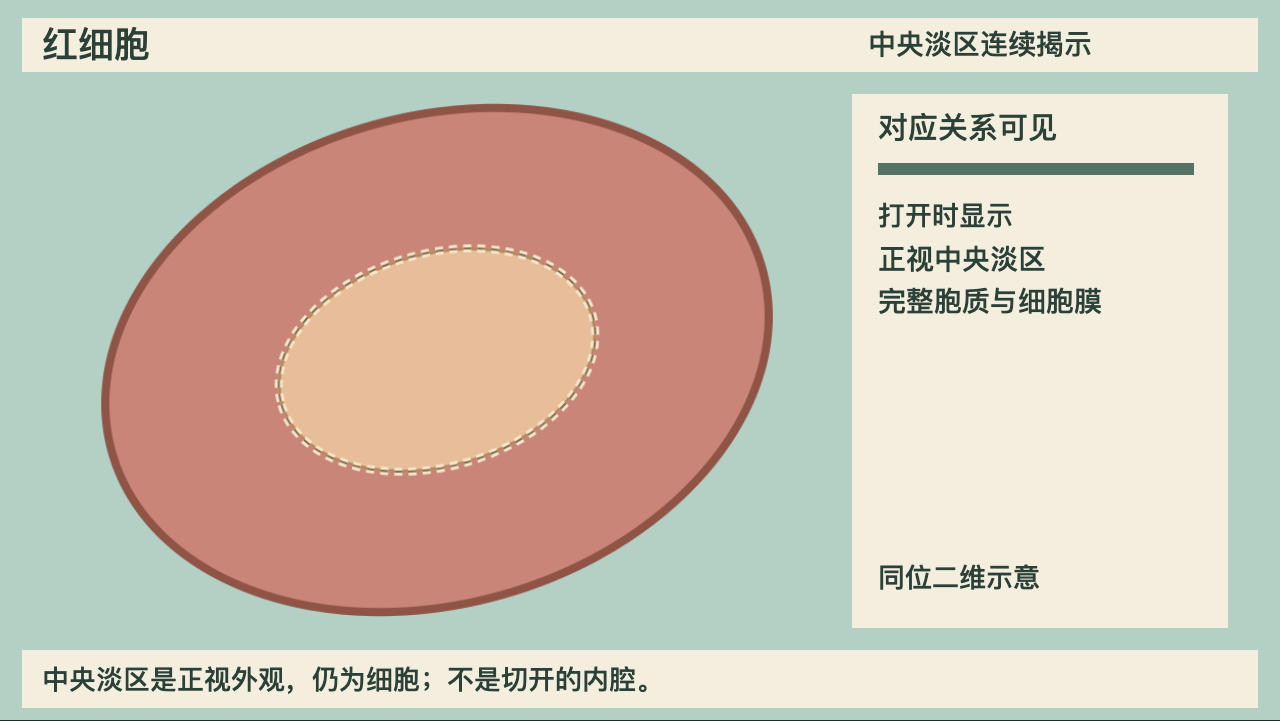 红细胞
中央淡区连续揭示
对应关系可见
打开时显示
正视中央淡区
完整胞质与细胞膜
同位二维示意
中央淡区是正视外观，仍为细胞；不是切开的内腔。